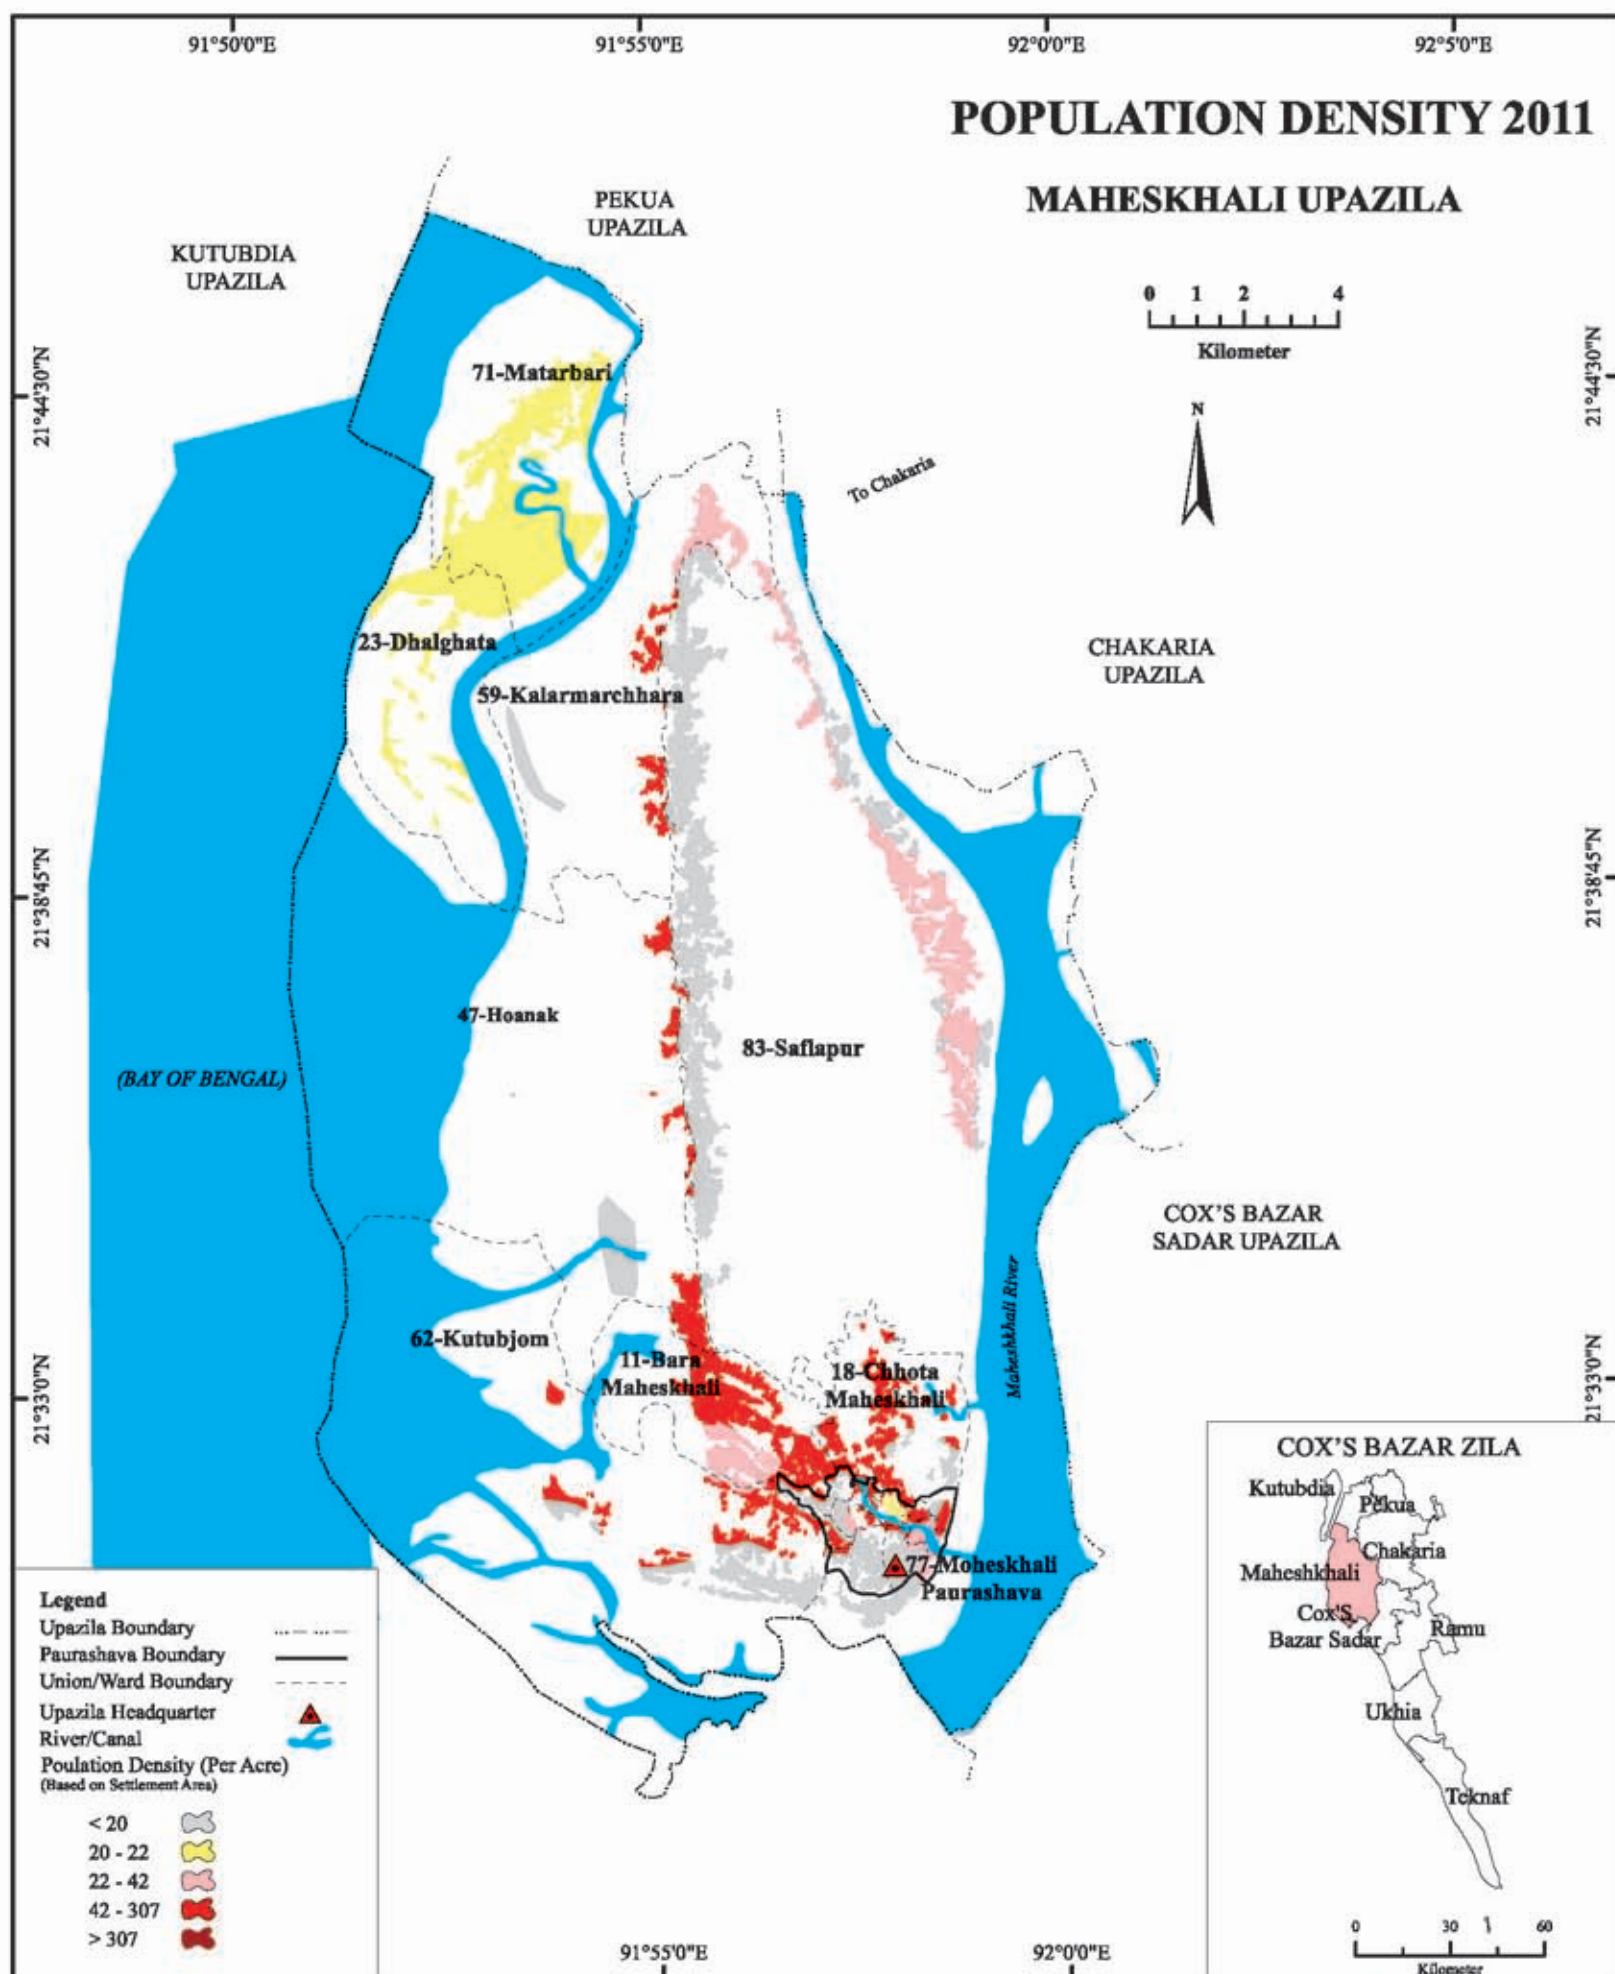 91°50'0"E
91°55'0"E
92°0'0"E
92°5'0"E
POPULATION DENSITY 2011
MAHESKHALI UPAZILA
PEKUA
UPAZILA
KUTUBDIA
UPAZILA
0 1 2 4
Kilometer
21°44'30"N
21°44'30"N
71-Matarbari
N
To Chakaria
23-Dhalghata
CHAKARIA
UPAZILA
59-Kalarmarchhara
21°38'45"N
21°38'45"N
47-Hoanak
83-Saflapur
(BAY OF BENGAL)
COX'S BAZAR
SADAR UPAZILA
Maheshkhali River
62-Kutubjom
11-Bara
Maheskhali
18-Chhota
Maheskhali
21°33'0"N
21°33'0"N
77-Moheskhali
Paurashava
COX'S BAZAR ZILA
Kutubdia
Pekua
Chakaria
Maheshkhali
Cox'S
Bazar Sadar
Ramu
Ukhia
Teknaf
0 30 60
Kilometer
Legend
Upazila Boundary
Paurashava Boundary
Union/Ward Boundary
Upazila Headquarter
River/Canal
Poulation Density (Per Acre)
(Based on Settlement Area)
< 20
20 - 22
22 - 42
42 - 307
> 307
91°55'0"E
92°0'0"E